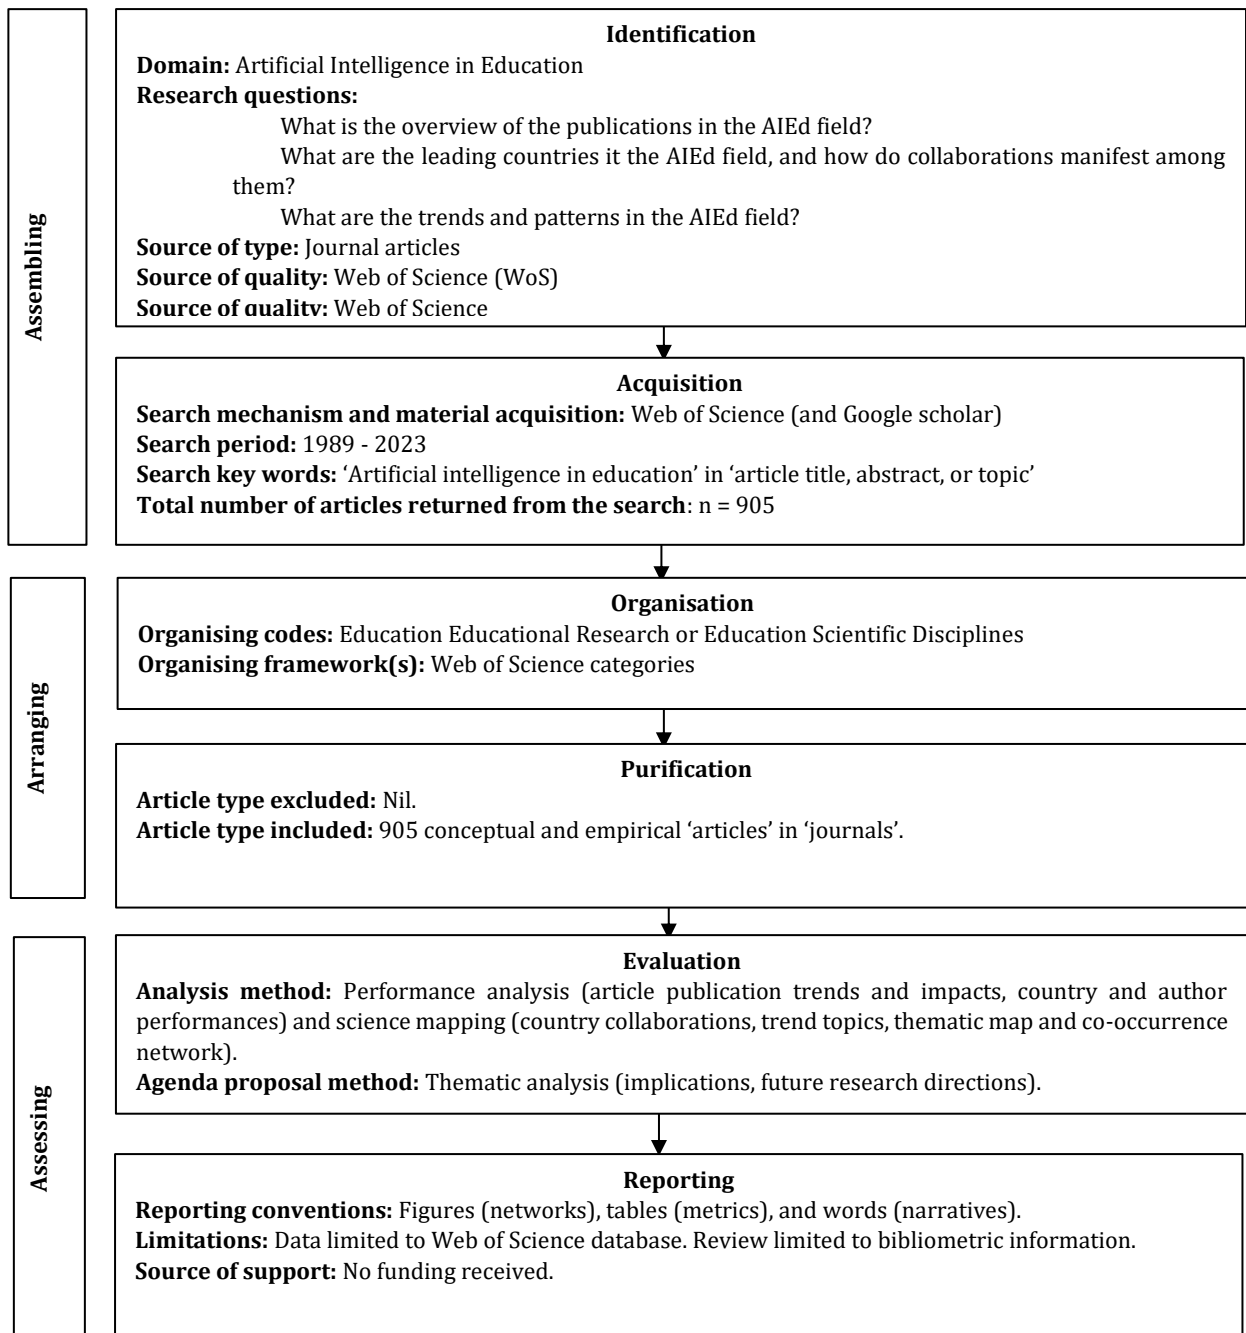 Assembling
Identification
Domain: Artificial Intelligence in Education
Research questions:
What is the overview of the publications in the AIEd field?
What are the leading countries it the AIEd field, and how do collaborations manifest among
them?
What are the trends and patterns in the AIEd field?
Source of type: Journal articles
Source of quality: Web of Science (WoS)
Source of quality: Web of Science
Acquisition
Search mechanism and material acquisition: Web of Science (and Google scholar)
Search period: 1989 - 2023
Search key words: ‘Artificial intelligence in education’ in ‘article title, abstract, or topic’
Total number of articles returned from the search: n = 905
Arranging
Organisation
Organising codes: Education Educational Research or Education Scientific Disciplines
Organising framework(s): Web of Science categories
Purification
Article type excluded: Nil.
Article type included: 905 conceptual and empirical ‘articles’ in ‘journals’.
Assessing
Evaluation
Analysis method: Performance analysis (article publication trends and impacts, country and author
performances) and science mapping (country collaborations, trend topics, thematic map and co-occurrence
network).
Agenda proposal method: Thematic analysis (implications, future research directions).
Reporting
Reporting conventions: Figures (networks), tables (metrics), and words (narratives).
Limitations: Data limited to Web of Science database. Review limited to bibliometric information.
Source of support: No funding received.